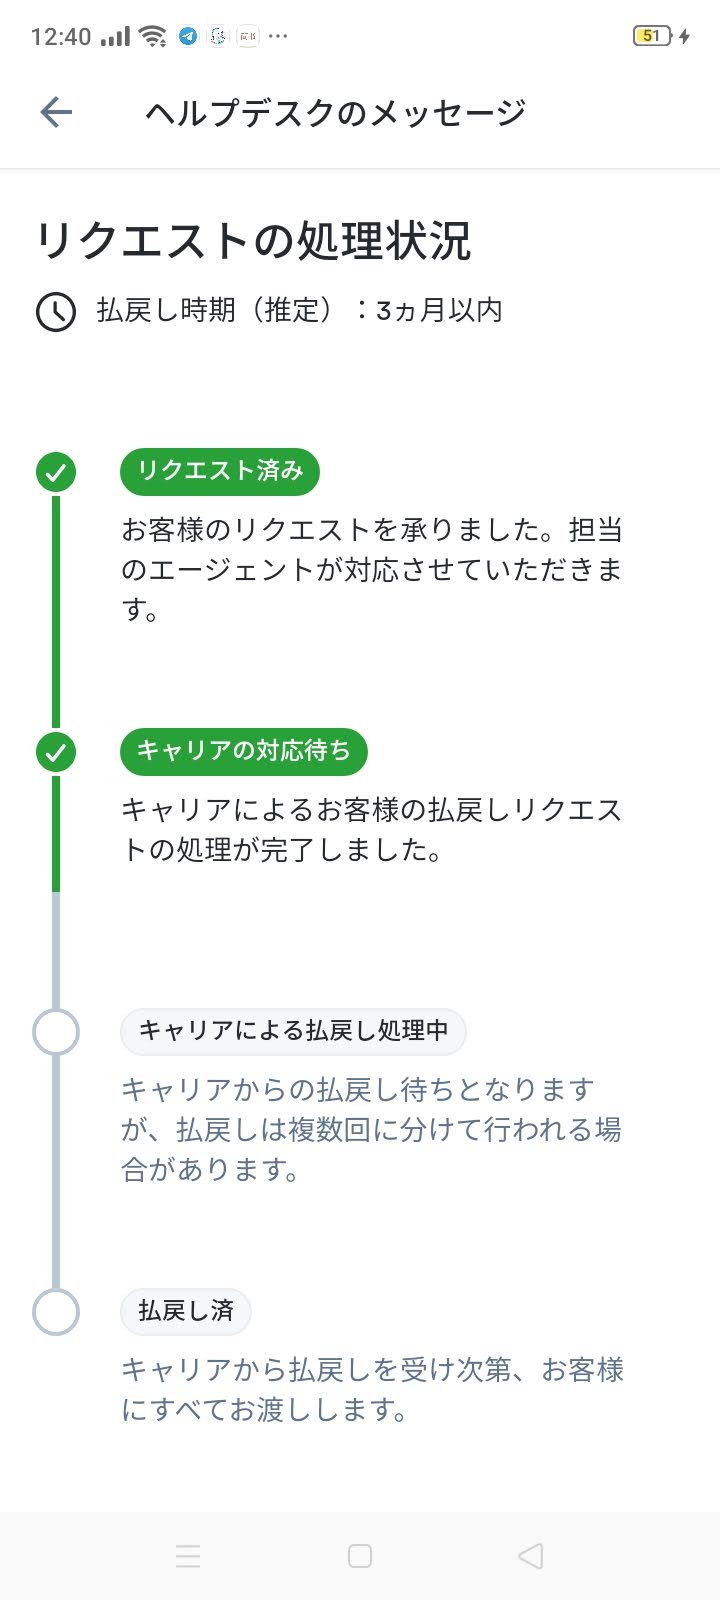 12:40
51
ヘルプデスクのメッセージ
リクエストの処理状況
払戻し時期（推定）：3ヵ月以内
リクエスト済み
お客様のリクエストを承りました。担当
のエージェントが対応させていただきま
す。
キャリアの対応待ち
キャリアによるお客様の払戻しリクエス
トの処理が完了しました。
キャリアによる払戻し処理中
キャリアからの払戻し待ちとなります
が、払戻しは複数回に分けて行われる場
合があります。
払戻し済
キャリアから払戻しを受け次第、お客様
にすべてお渡しします。